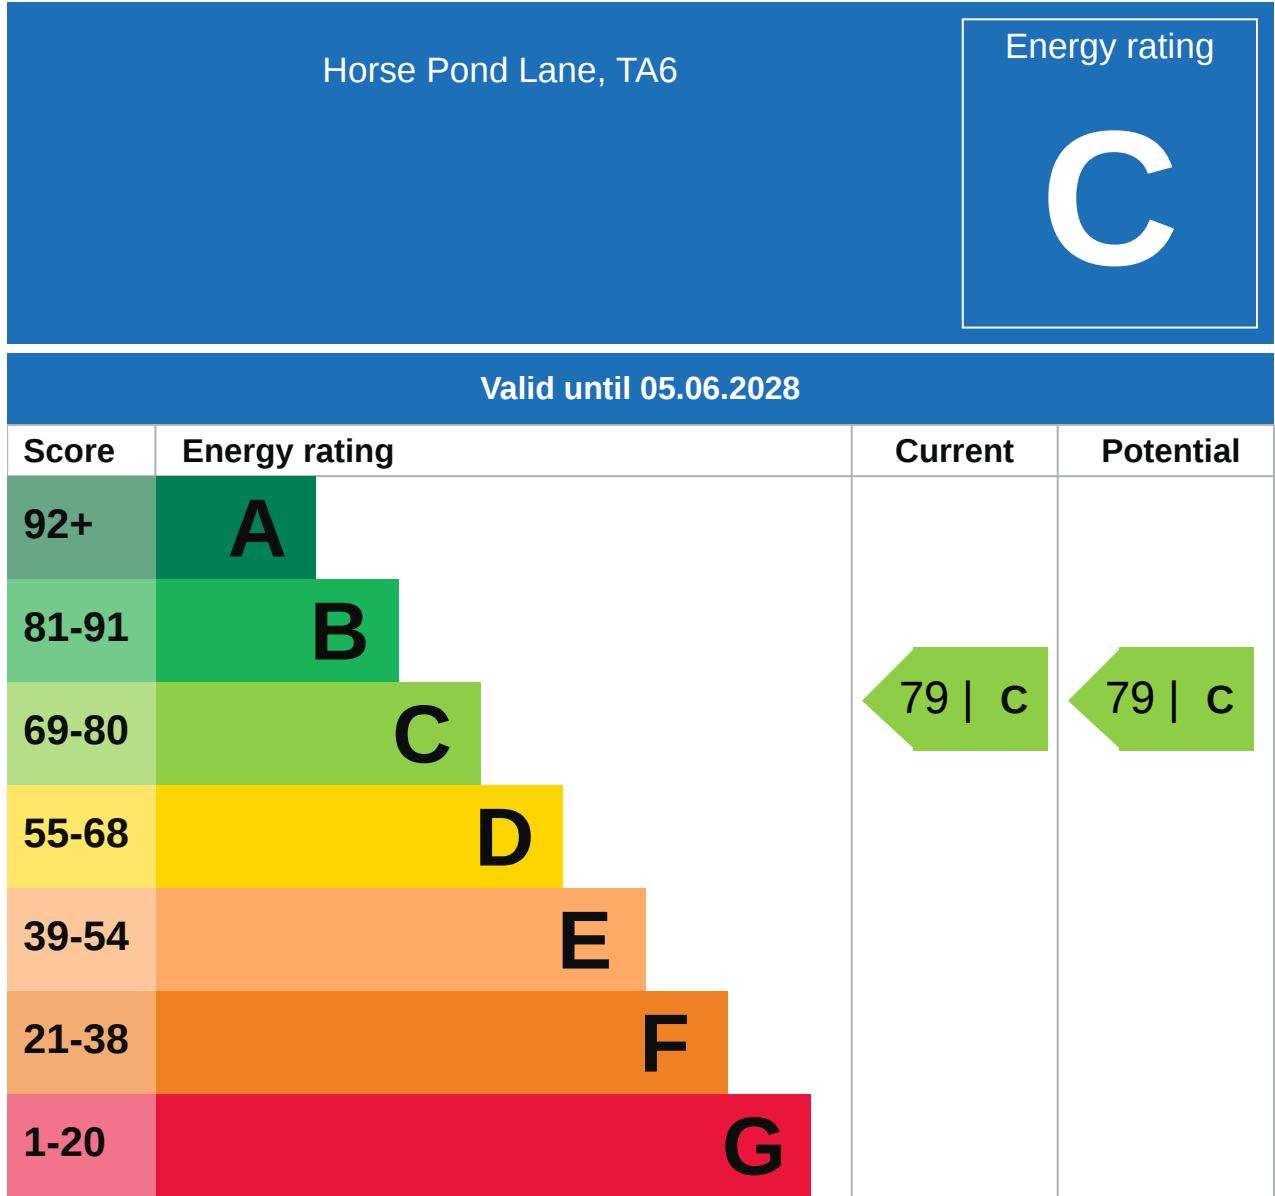 Horse Pond Lane, TA6
Energy rating
C
Valid until 05.06.2028
Score Energy rating Current Potential
92+ A
81-91 B
79 | C 79 | C
69-80 C
55-68 D
39-54 E
21-38 F
1-20 G